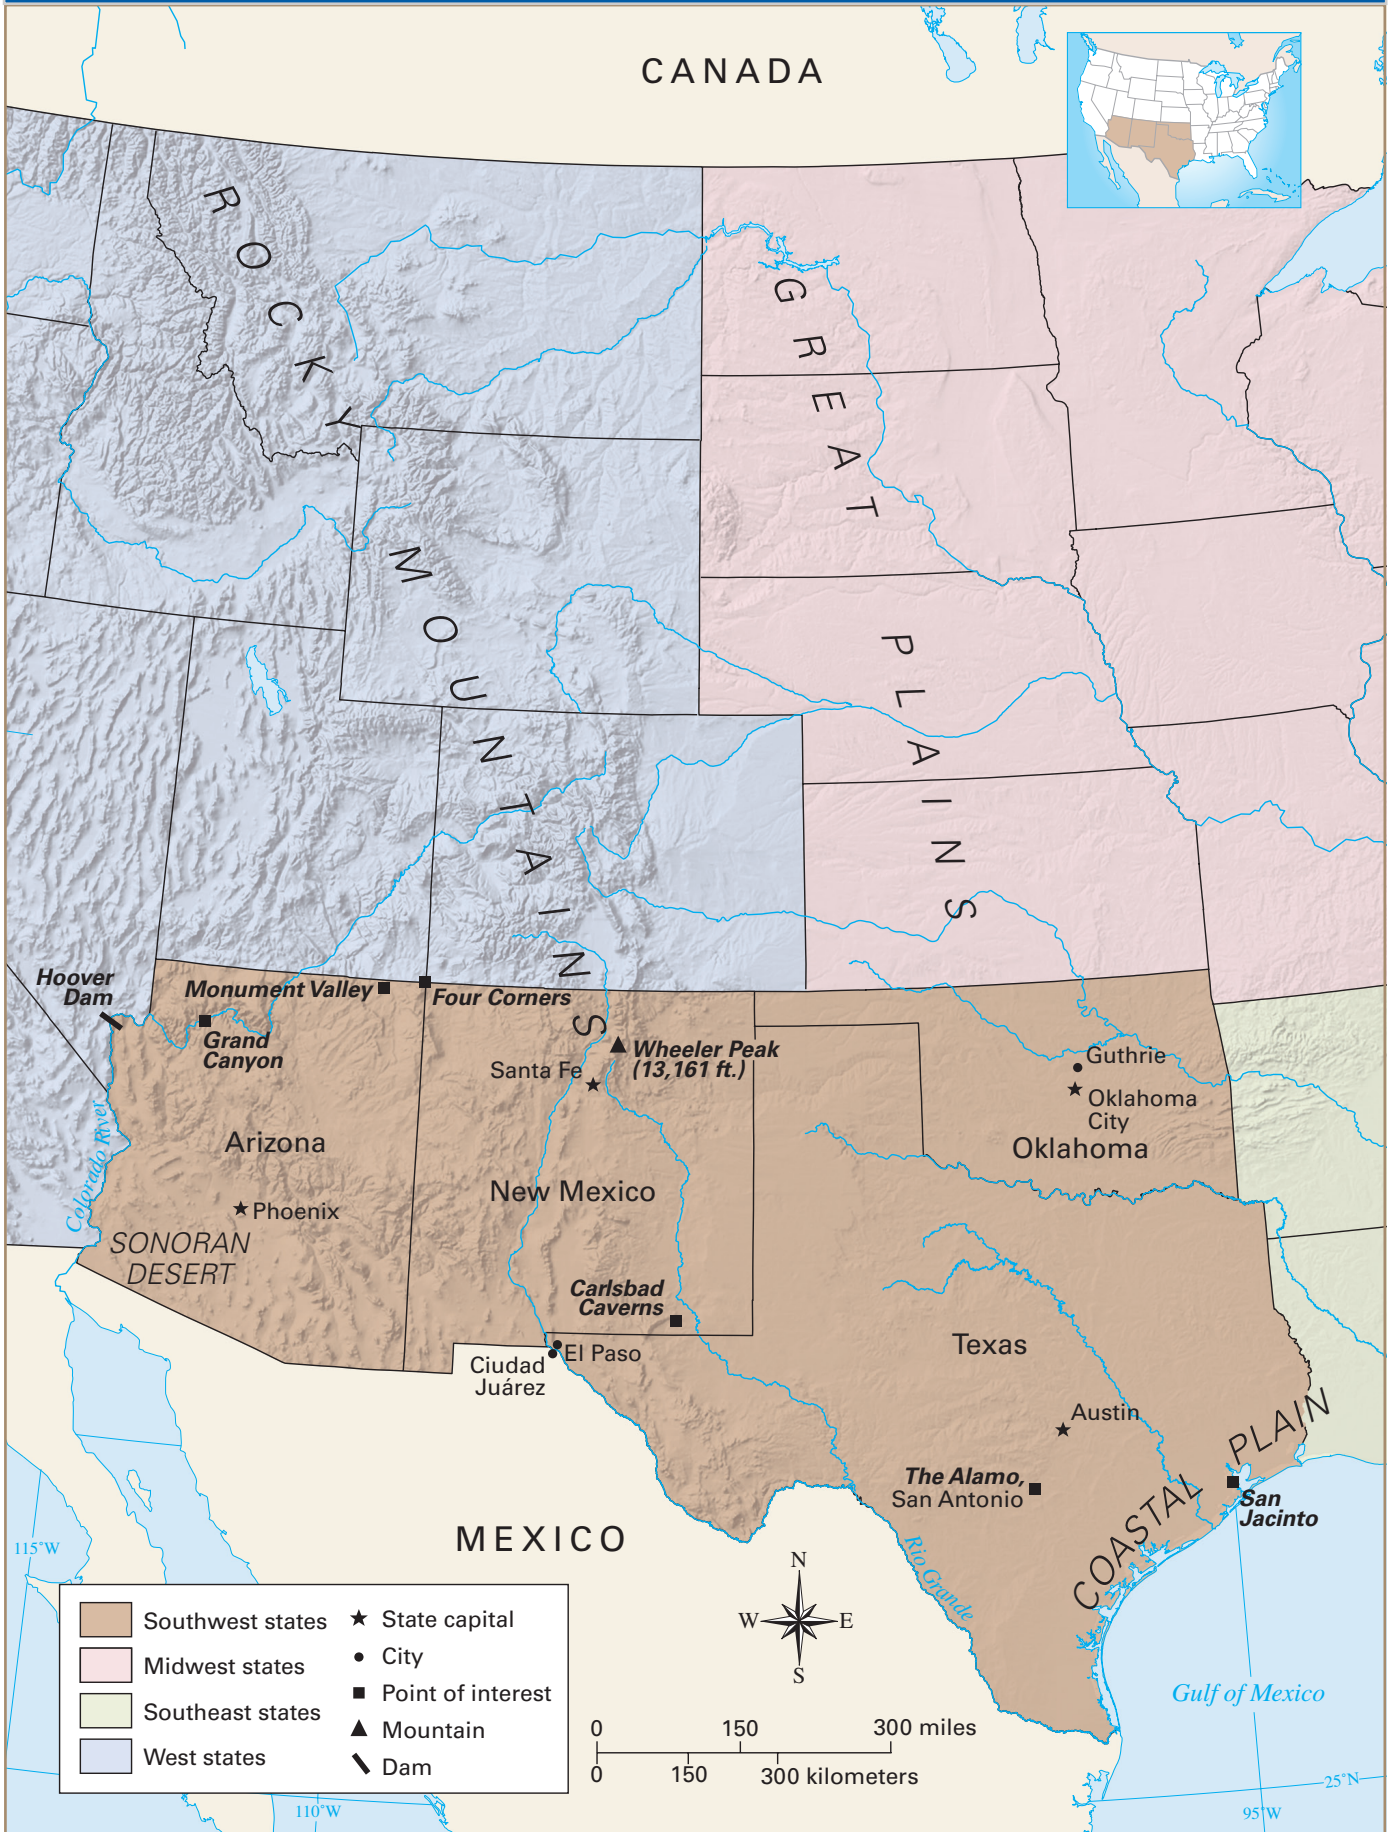 CANADA
ROCKY
MOUNTAINS
GREAT
PLAINS
Hoover
Dam
Monument Valley
Four Corners
Grand
Canyon
Wheeler Peak
(13,161 ft.)
Santa Fe
Guthrie
Oklahoma
City
Oklahoma
Colorado River
Arizona
New Mexico
Phoenix
SONORAN
DESERT
Carlsbad
Caverns
El Paso
Ciudad
Juárez
Texas
Austin
The Alamo,
San Antonio
COASTAL PLAIN
San
Jacinto
MEXICO
Rio Grande
Gulf of Mexico
115°W
110°W
95°W
25°N
N
W
E
S
Southwest states
Midwest states
Southeast states
West states
State capital
City
Point of interest
Mountain
Dam
0 150 300 miles
0 150 300 kilometers